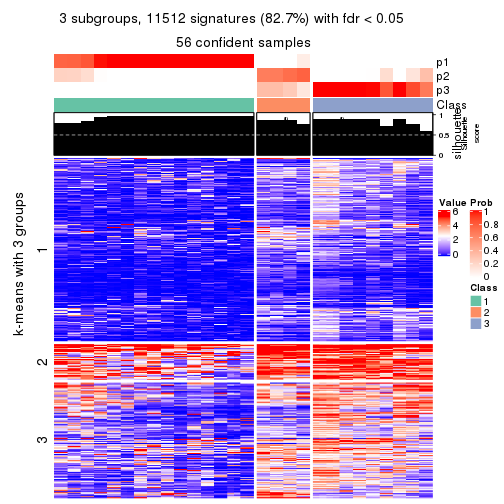 3 subgroups, 11512 signatures (82.7%) with fdr < 0.05
56 confident samples
p1
p2
p3
Class
1
0.5
0
silhouette
Silhouette
score
k-means with 3 groups
1
2
3
Value
6
4
2
0
Prob
1
0.8
0.6
0.4
0.2
0
Class
1
2
3